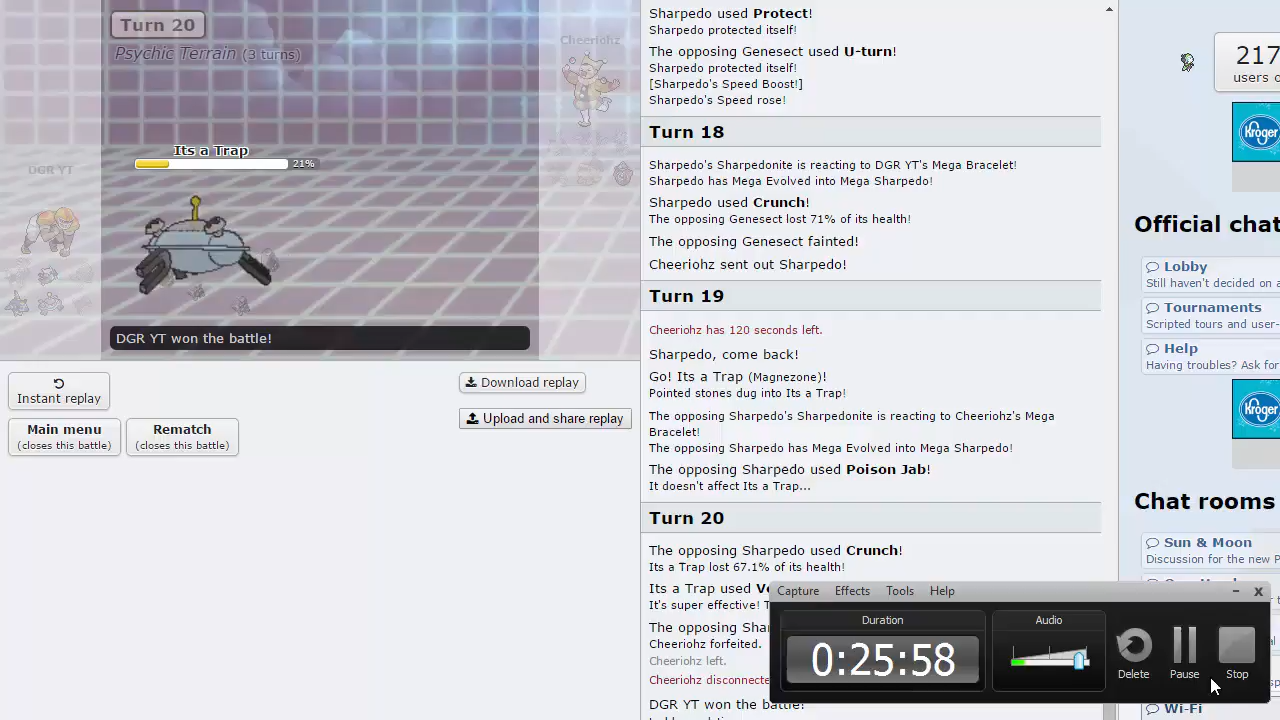 Turn 20
Psychic Terrain (3 turns)
Cheeriohz
Its a Trap
21%
DGR YT
DGR YT won the battle!
Instant replay
Download replay
Upload and share replay
Main menu
(closes this battle)
Rematch
(closes this battle)
Sharpedo used Protect!
Sharpedo protected itself!
The opposing Genesect used U-turn!
Sharpedo protected itself!
[Sharpedo's Speed Boost!]
Sharpedo's Speed rose!
Turn 18
Sharpedo's Sharpedonite is reacting to DGR YT's Mega Bracelet!
Sharpedo has Mega Evolved into Mega Sharpedo!
Sharpedo used Crunch!
The opposing Genesect lost 71% of its health!
The opposing Genesect fainted!
Cheeriohz sent out Sharpedo!
Turn 19
Cheeriohz has 120 seconds left.
Sharpedo, come back!
Go! Its a Trap (Magnezone)!
Pointed stones dug into Its a Trap!
The opposing Sharpedo's Sharpedonite is reacting to Cheeriohz's Mega
Bracelet!
The opposing Sharpedo has Mega Evolved into Mega Sharpedo!
The opposing Sharpedo used Poison Jab!
It doesn't affect Its a Trap...
Turn 20
The opposing Sharpedo used Crunch!
Its a Trap lost 67.1% of its health!
Its a Trap used
It's super effective!
The opposing
Cheeriohz forfeited.
Cheeriohz left.
Cheeriohz
DGR YT won the battle!
217
users
Kroger
Official chat
Lobby
Still haven't decided on
Tournaments
Scripted tours and user-
Help
Having troubles? Ask for
Kroger
Chat rooms
Sun & Moon
Discussion for the new
Wi-Fi
Capture Effects Tools Help
Duration
0:25:58
Audio
Delete
Pause
Stop